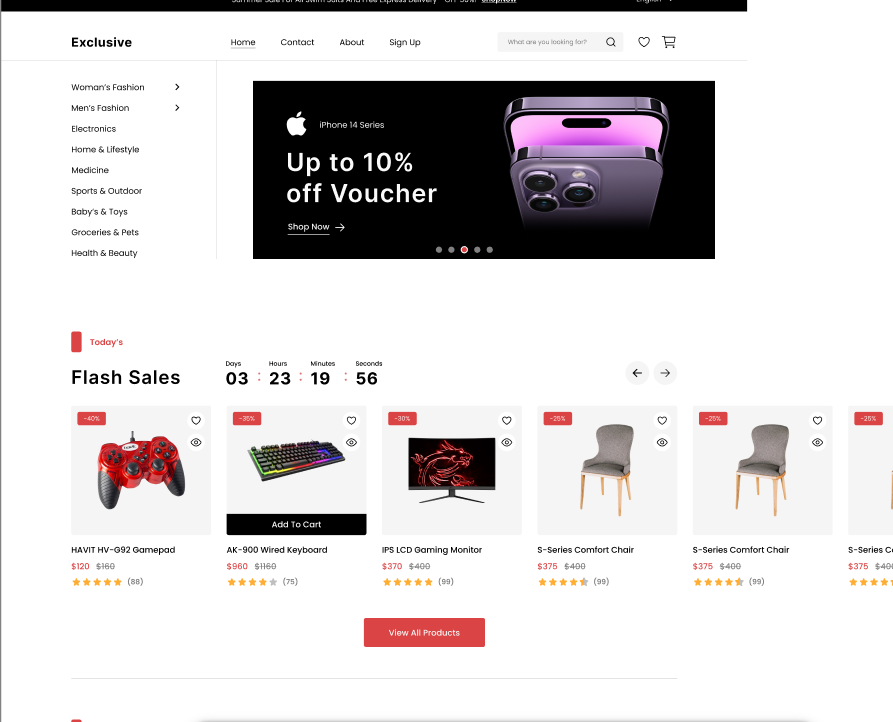 Summer Sale For All Swim Suits And Free Express Delivery - OFF 50%! ShopNow
English
Exclusive
Home
Contact
About
Sign Up
What are you looking for?
Woman's Fashion
Men's Fashion
Electronics
Home & Lifestyle
Medicine
Sports & Outdoor
Baby's & Toys
Groceries & Pets
Health & Beauty
iPhone 14 Series
Up to 10%
off Voucher
Shop Now
Today's
Flash Sales
Days
Hours
Minutes
Seconds
03 : 23 : 19 : 56
-40%
-35%
-30%
-25%
-25%
-25%
Add To Cart
HAVIT HV-G92 Gamepad
$120 $160
(88)
AK-900 Wired Keyboard
$960 $1160
(75)
IPS LCD Gaming Monitor
$370 $400
(99)
S-Series Comfort Chair
$375 $400
(99)
S-Series Comfort Chair
$375 $400
(99)
S-Series
$375 $400
View All Products